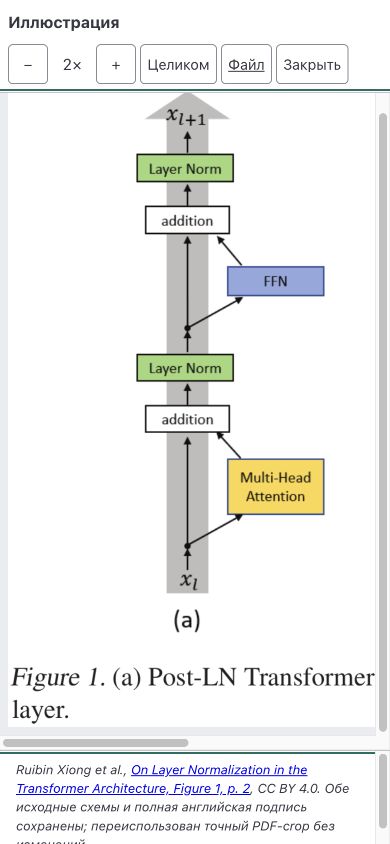 Иллюстрация
− 2× + Целиком Файл Закрыть
x_{l+1}
Layer Norm
addition
FFN
Layer Norm
addition
Multi-Head
Attention
x_l
(a)
Figure 1. (a) Post-LN Transformer
layer.
Ruibin Xiong et al., On Layer Normalization in the
Transformer Architecture, Figure 1, p. 2, CC BY 4.0. Обе
исходные схемы и полная английская подпись
сохранены; переиспользован точный PDF-crop без